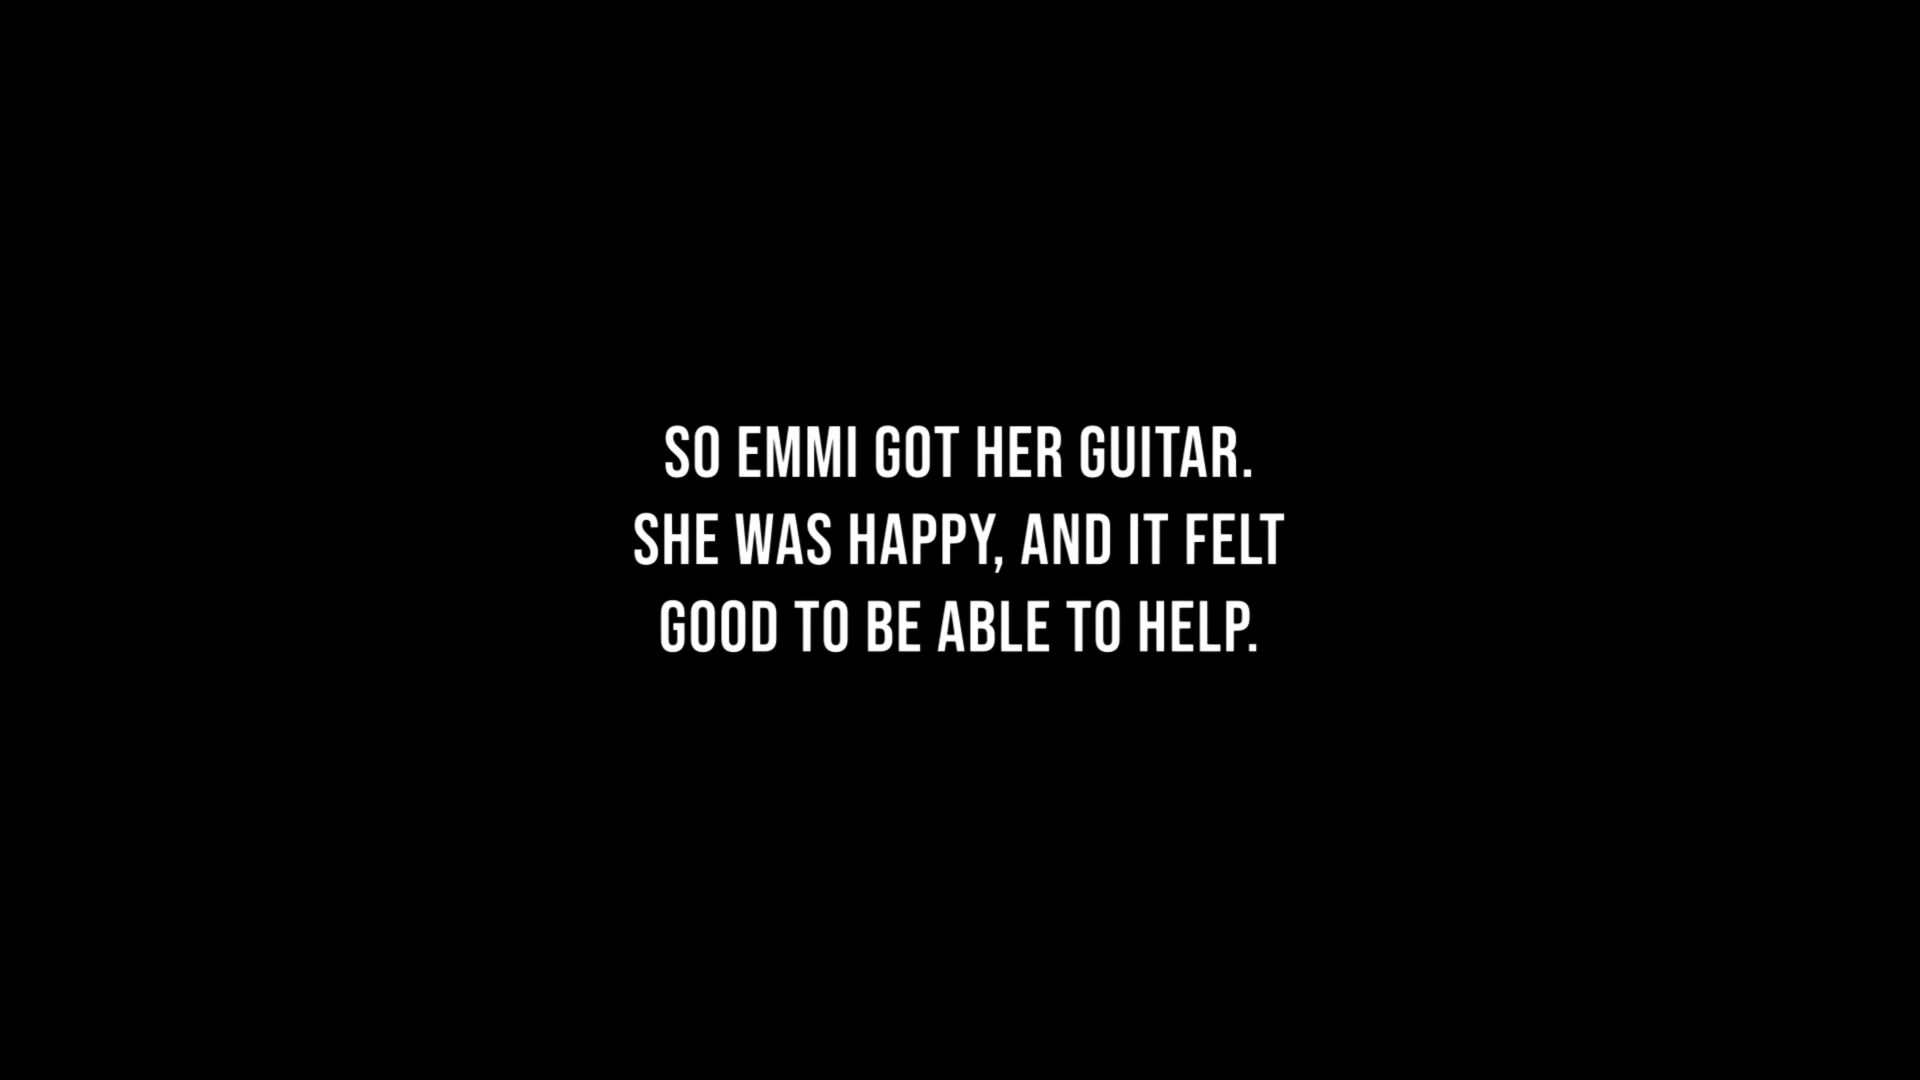 SO EMMI GOT HER GUITAR.
SHE WAS HAPPY, AND IT FELT
GOOD TO BE ABLE TO HELP.